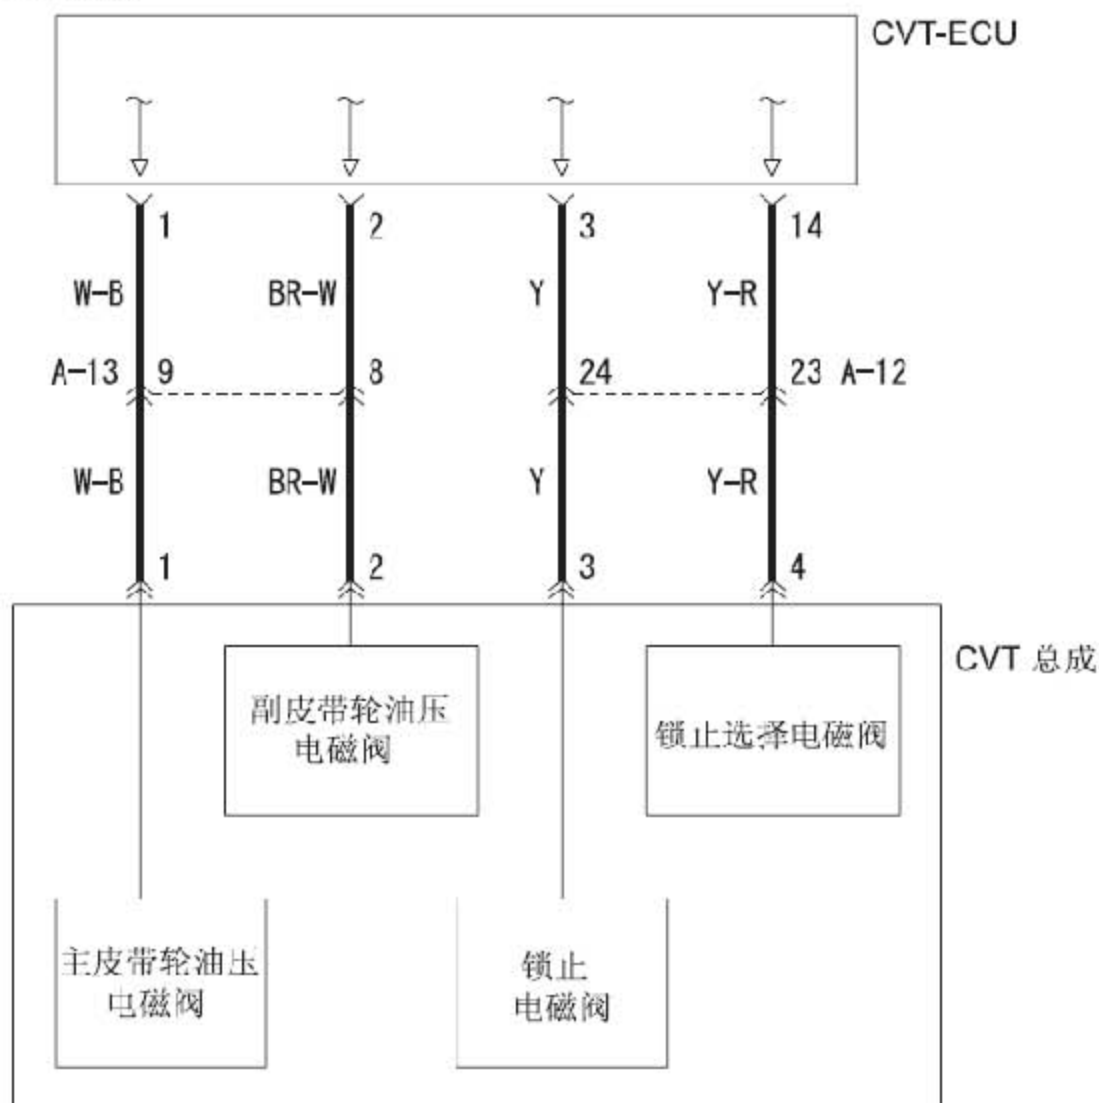 CVT-ECU
1 2 3 14
W-B BR-W Y Y-R
A-13 9 8 24 23 A-12
W-B BR-W Y Y-R
1 2 3 4
CVT 总成
副皮带轮油压
电磁阀
锁止选择电磁阀
主皮带轮油压
电磁阀
锁止
电磁阀